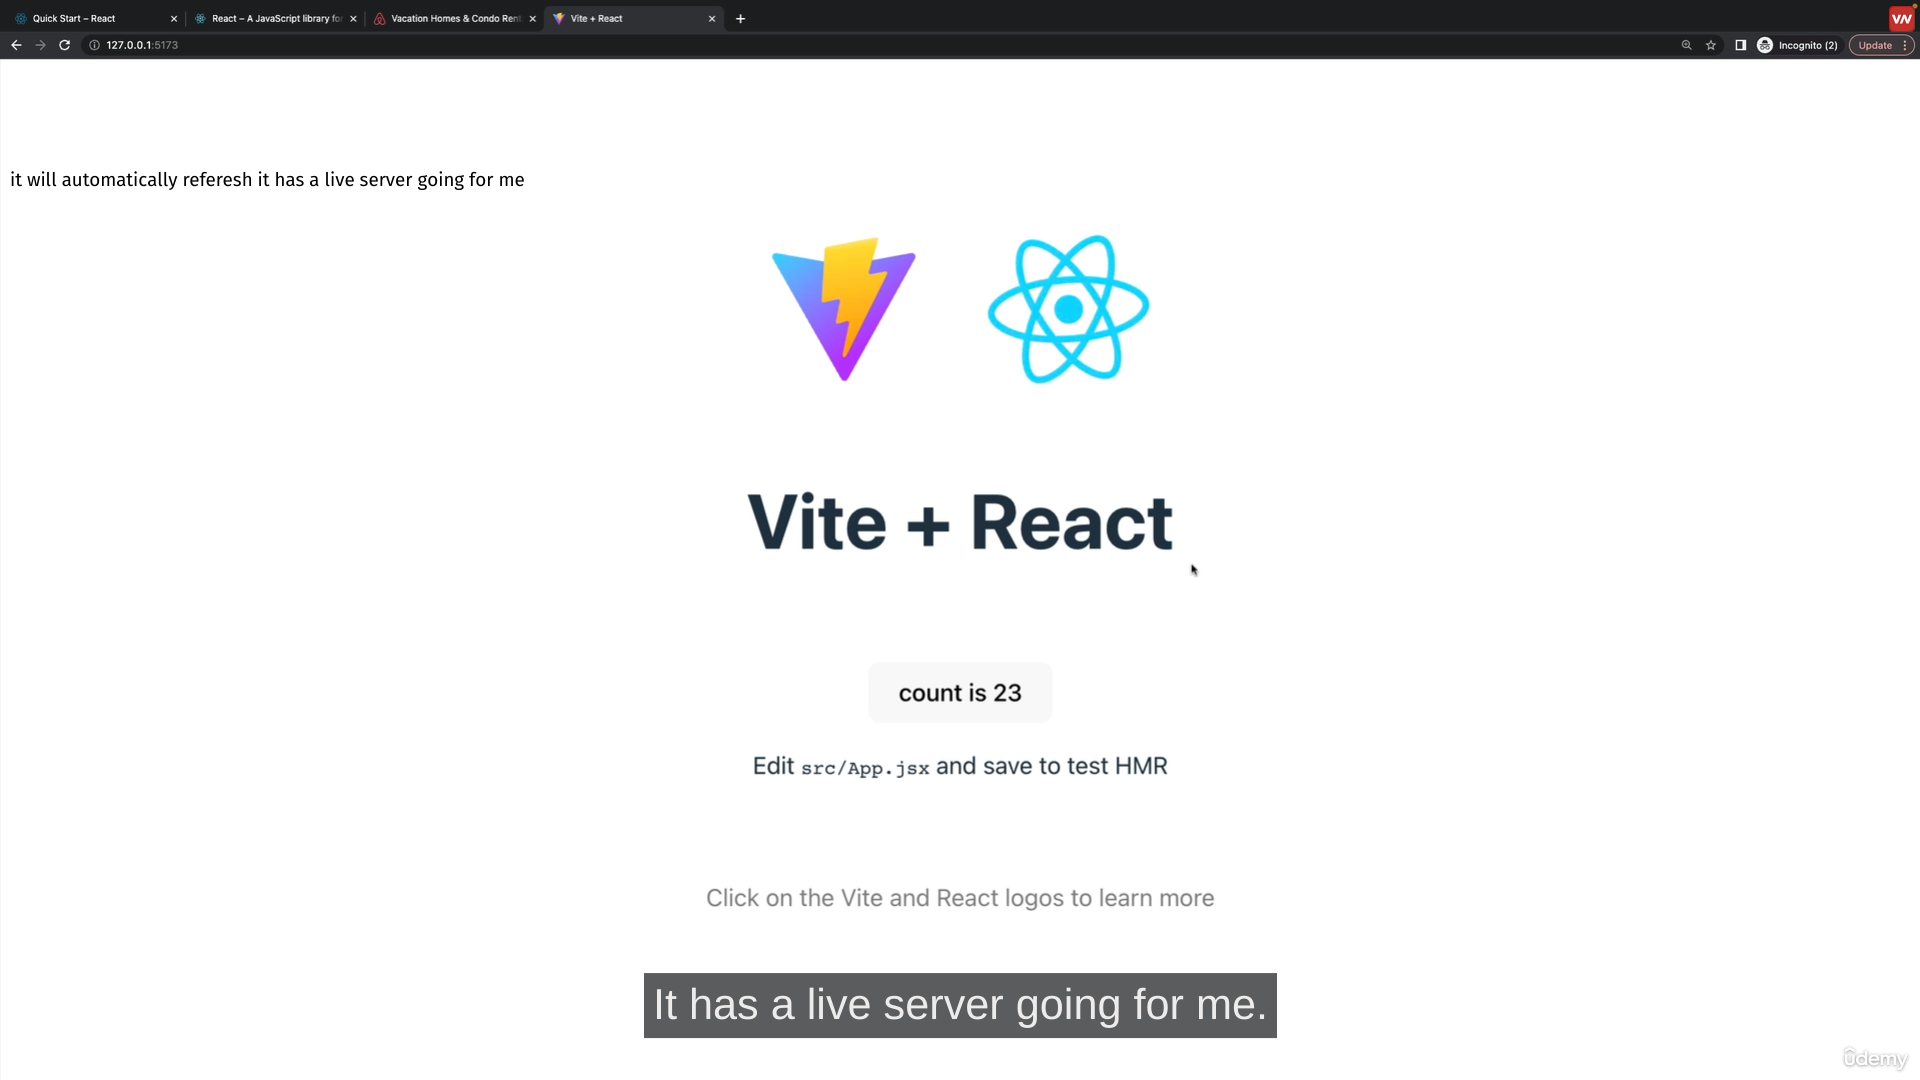 Quick Start – React
React – A JavaScript library for
Vacation Homes & Condo Rent
Vite + React
VN
127.0.0.1:5173
Incognito (2)
Update
it will automatically referesh it has a live server going for me
Vite + React
count is 23
Edit src/App.jsx and save to test HMR
Click on the Vite and React logos to learn more
It has a live server going for me.
ûdemy